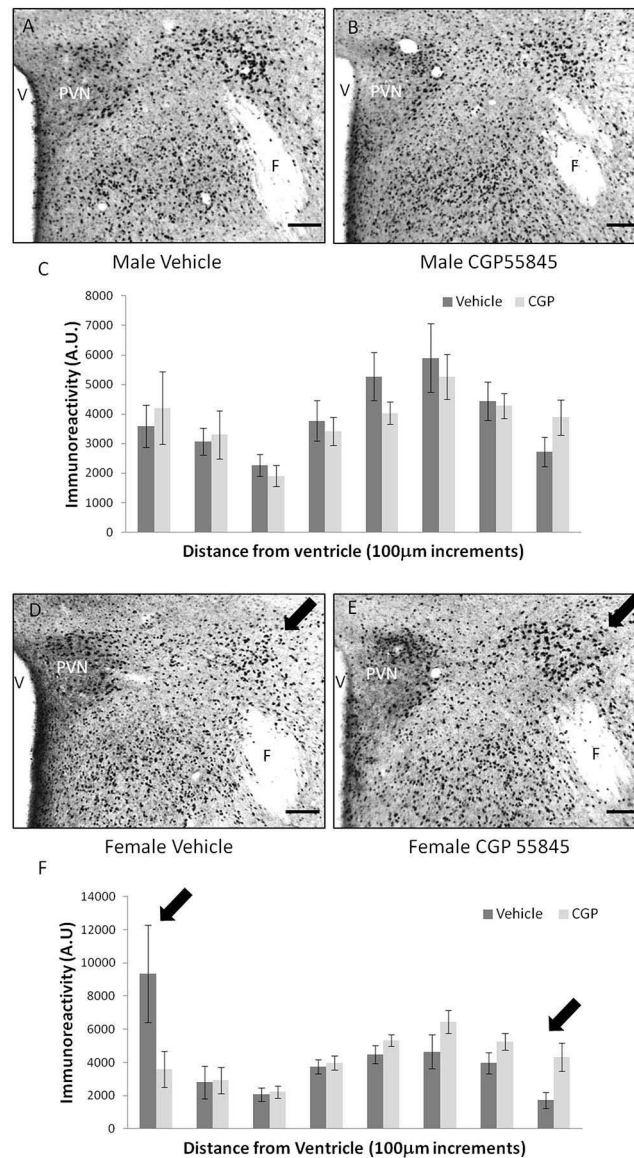 A
B
V
PVN
F
V
PVN
F
Male Vehicle
Male CGP55845
C
8000
7000
6000
5000
4000
3000
2000
1000
0
Immunoreactivity (A.U.)
Vehicle
CGP
Distance from ventricle (100μm increments)
D
E
V
PVN
F
V
PVN
F
Female Vehicle
Female CGP 55845
F
14000
12000
10000
8000
6000
4000
2000
0
Immunoreactivity (A.U)
Vehicle
CGP
Distance from Ventricle (100μm increments)